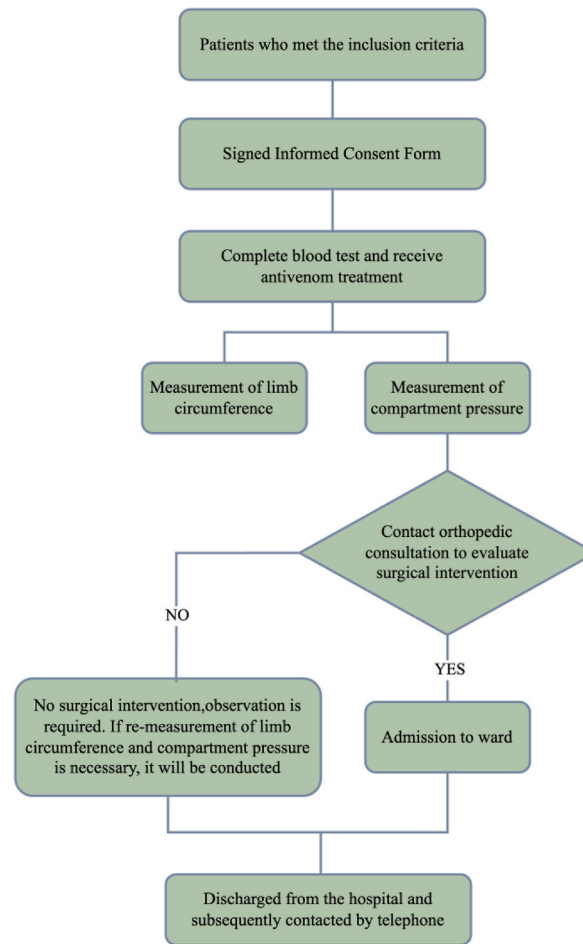 Patients who met the inclusion criteria
Signed Informed Consent Form
Complete blood test and receive
antivenom treatment
Measurement of limb
circumference
Measurement of
compartment pressure
Contact orthopedic
consultation to evaluate
surgical intervention
NO
YES
No surgical intervention,observation is
required. If re-measurement of limb
circumference and compartment pressure
is necessary, it will be conducted
Admission to ward
Discharged from the hospital and
subsequently contacted by telephone